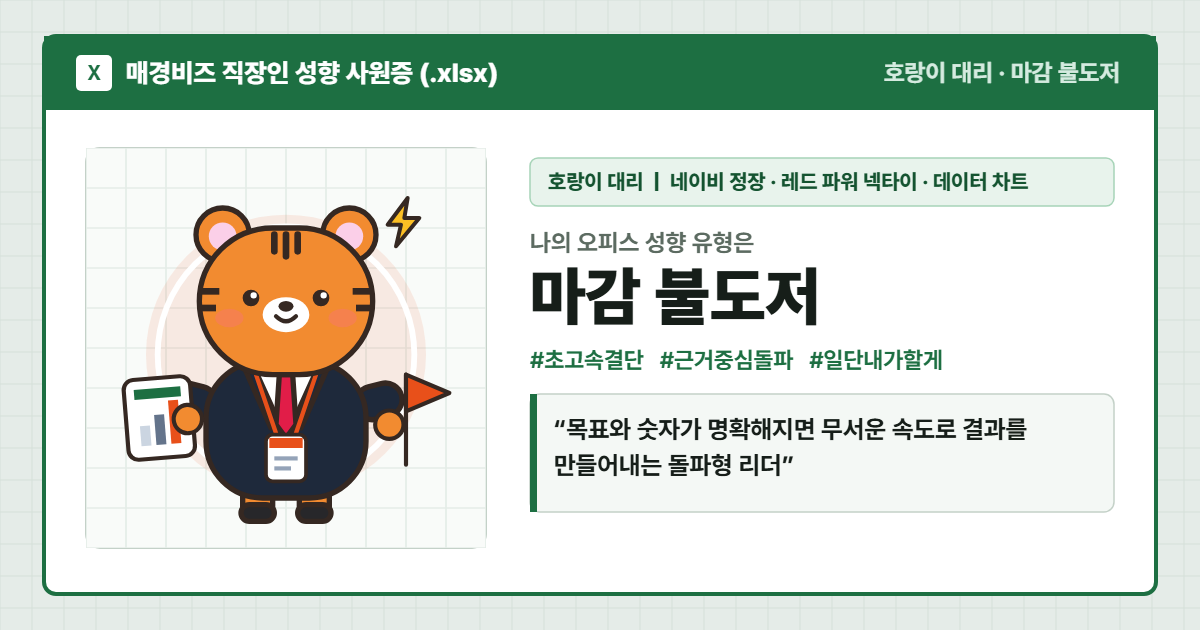 X 매경비즈 직장인 성향 사원증 (.xlsx)
호랑이 대리 · 마감 불도저
호랑이 대리 | 네이비 정장 · 레드 파워 넥타이 · 데이터 차트
나의 오피스 성향 유형은
마감 불도저
#초고속결단 #근거중심돌파 #일단내가할게
“목표와 숫자가 명확해지면 무서운 속도로 결과를
만들어내는 돌파형 리더”